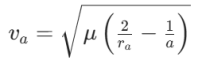 $v_a = \sqrt{\mu \left( \frac{2}{r_a} - \frac{1}{a} \right)}$